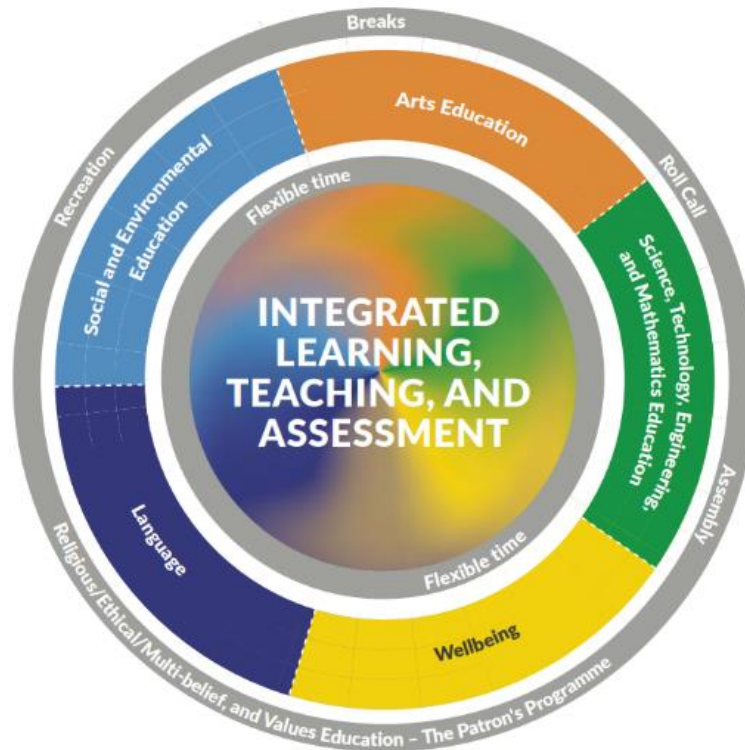 Breaks
Roll Call
Assembly
Religious/Ethical/Multi-belief, and Values Education – The Patron's Programme
Recreation
Arts Education
Science, Technology, Engineering,
and Mathematics Education
Wellbeing
Language
Social and Environmental
Education
Flexible time
INTEGRATED
LEARNING,
TEACHING, AND
ASSESSMENT
Flexible time